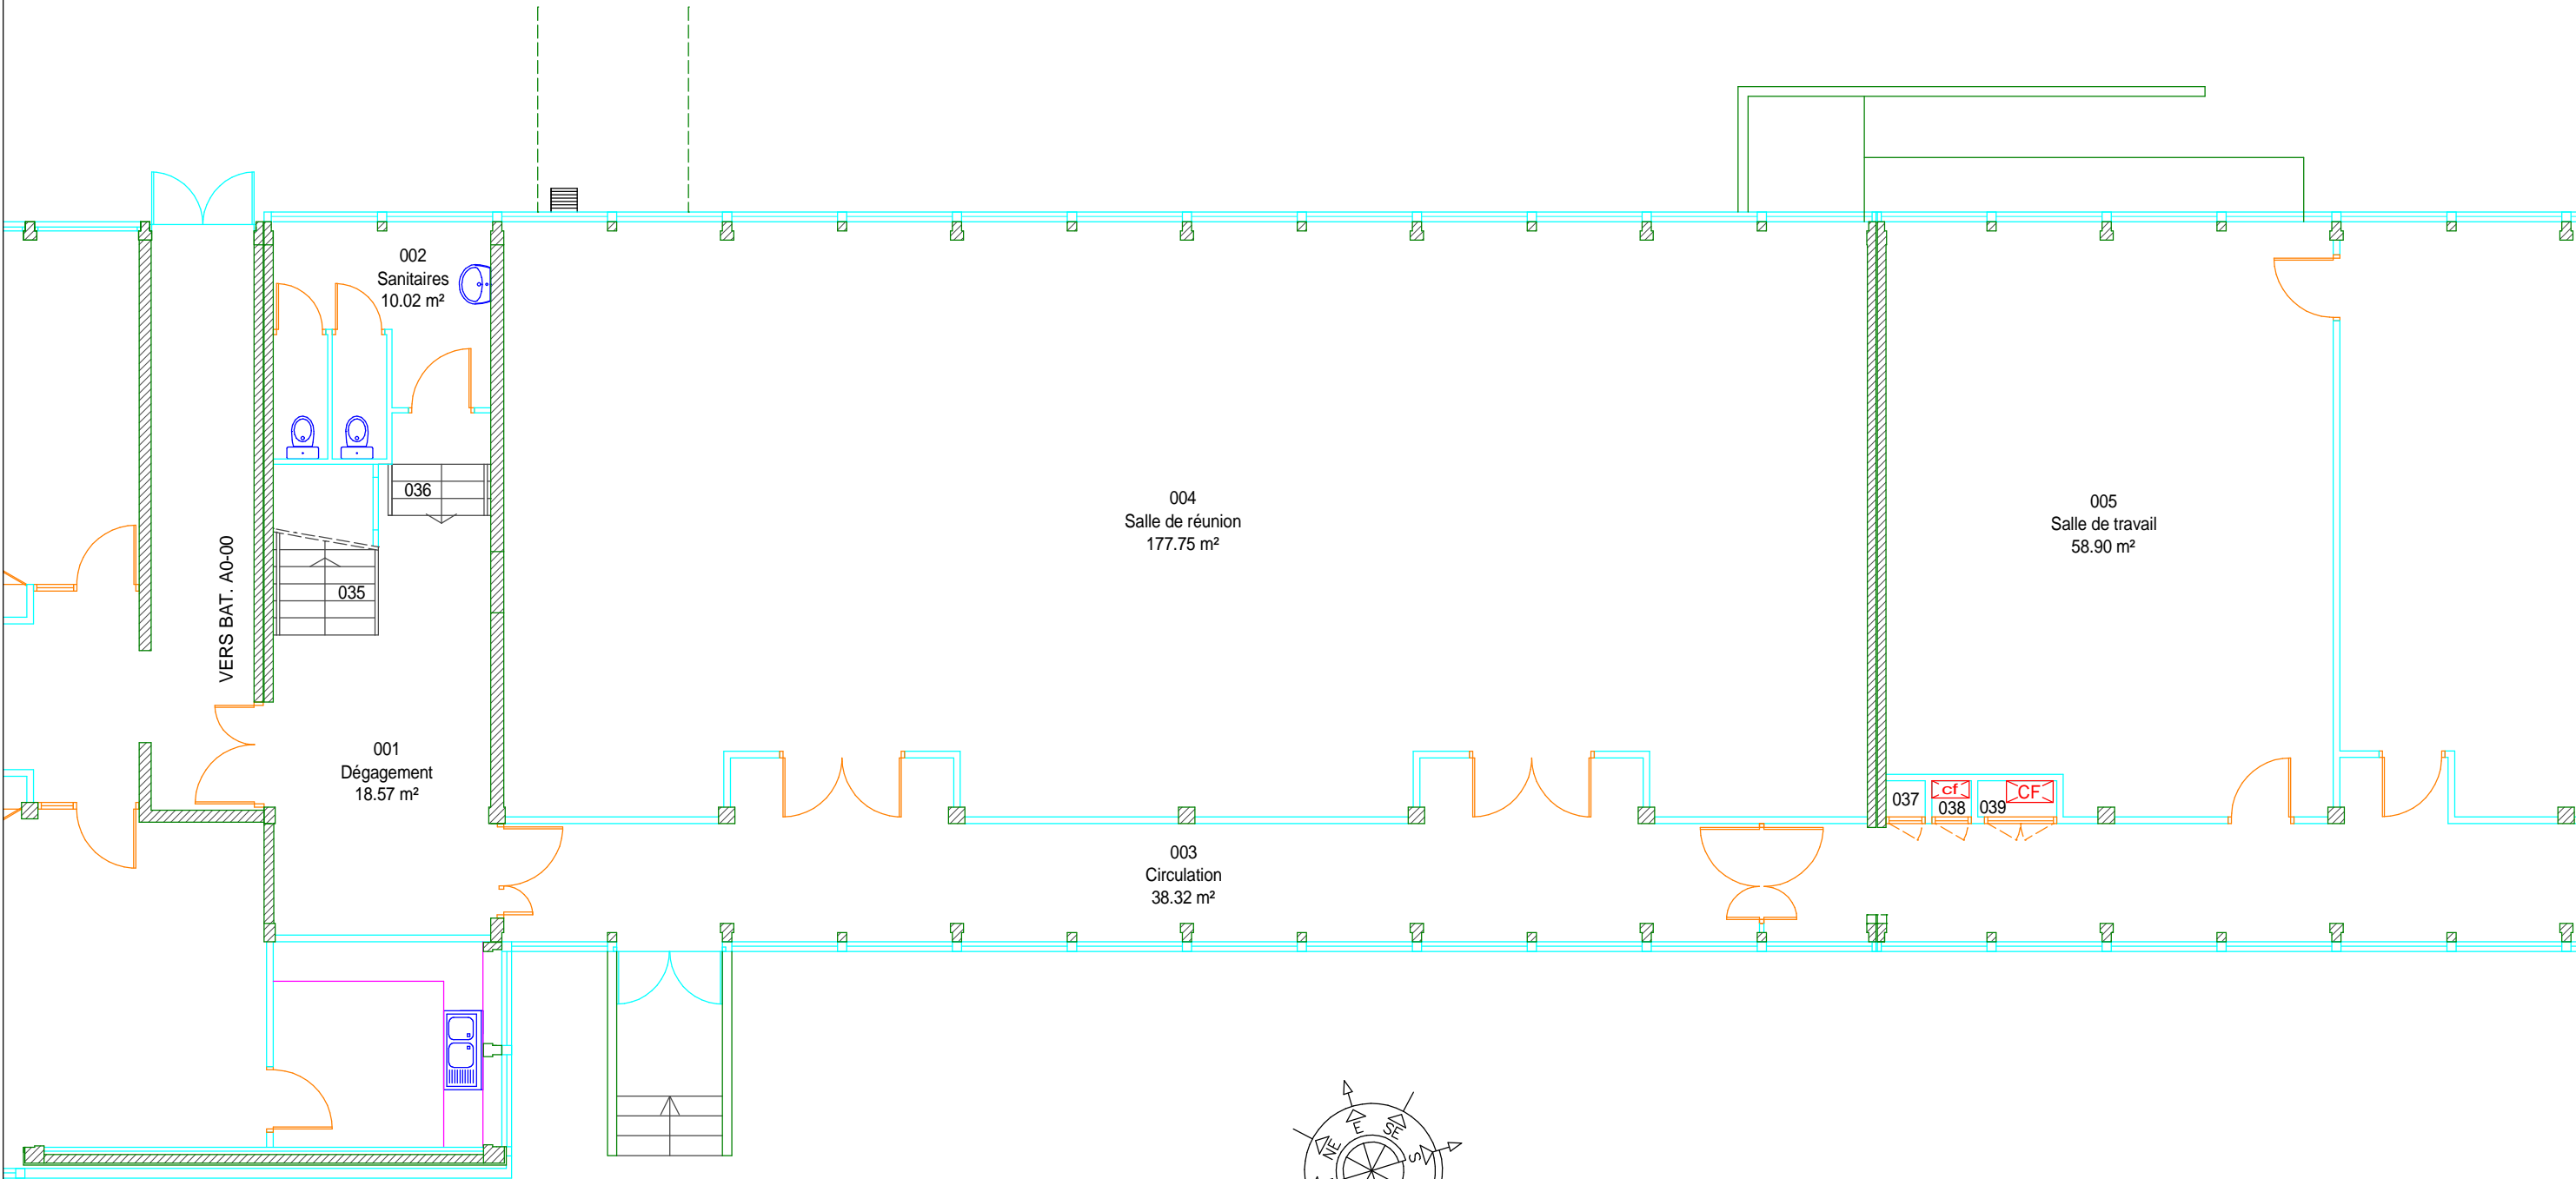 002
Sanitaires
10.02 m²
036
035
VERS BAT. A0-00
001
Dégagement
18.57 m²
004
Salle de réunion
177.75 m²
003
Circulation
38.32 m²
005
Salle de travail
58.90 m²
037
cf
038
039
CF
NE
E
SE
S